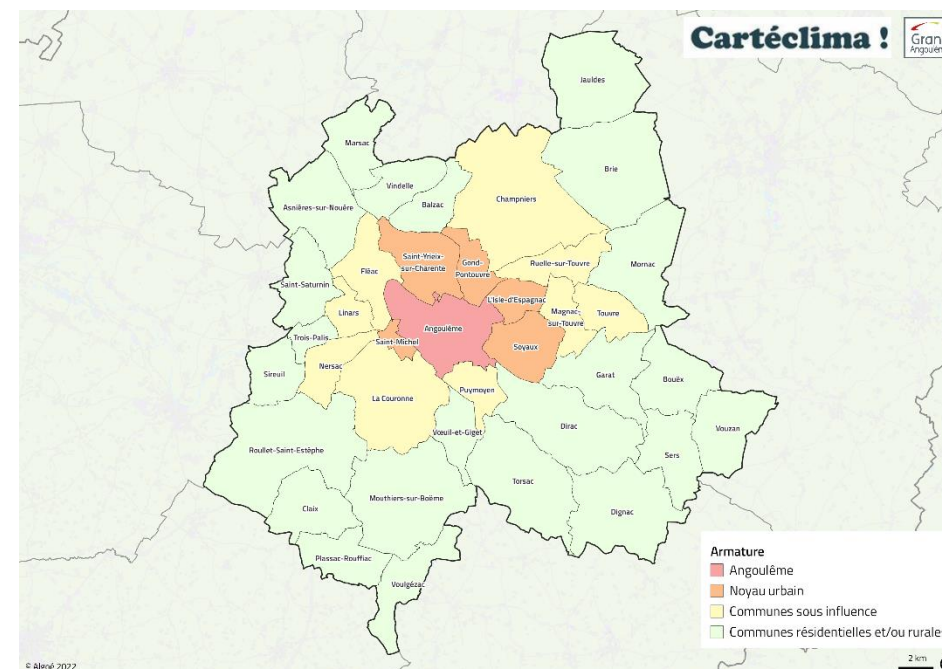 Cartéclima !
Gran
Angoulêm
Jauldes
Marsac
Brie
Vindelle
Balzac
Champniers
Asnières-sur-Nouère
Saint-Yrieix-
sur-Charente
Gond-
Pontouvre
Ruelle-sur-Touvre
Mornac
Fléac
Saint-Saturnin
L'Isle-d'Espagnac
Linars
Magnac-
sur-Touvre
Touvre
Angoulême
Trois-Palis
Saint-Michel
Soyaux
Nersac
Sireuil
Garat
Bouëx
Puymoyen
La Couronne
Vouzan
Dirac
Vœuil-et-Giget
Roullet-Saint-Estèphe
Sers
Torsac
Mouthiers-sur-Boëme
Claix
Dignac
Plassac-Rouffiac
Voulgézac
Armature
Angoulême
Noyau urbain
Communes sous influence
Communes résidentielles et/ou rurales
2 km
© Algoé 2022